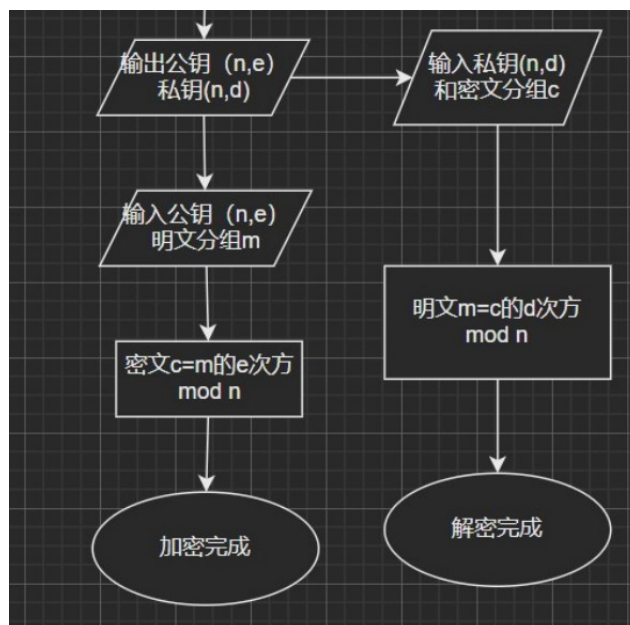 输出公钥（n,e）
私钥(n,d)
输入私钥(n,d)
和密文分组c
输入公钥（n,e）
明文分组m
明文m=c的d次方
mod n
密文c=m的e次方
mod n
加密完成
解密完成